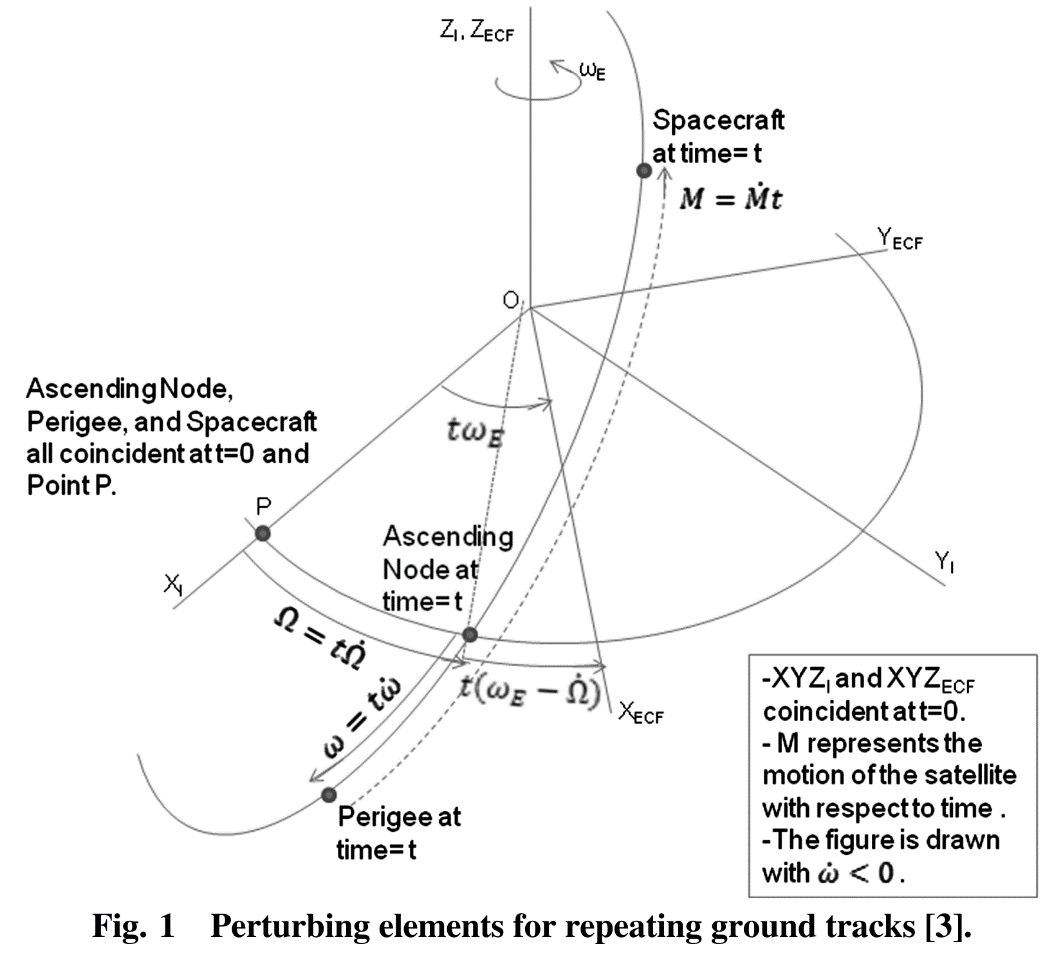 Z_I, Z_ECF
ω_E
Spacecraft
at time= t
M = Ṁt
Y_ECF
O
Ascending Node,
Perigee, and Spacecraft
all coincident at t=0 and
Point P.
tω_E
P
Ascending
Node at
time= t
X_I
Y_I
Ω = tΩ̇
t(ω_E − Ω̇)
X_ECF
ω = tω̇
Perigee at
time= t
-XYZ_I and XYZ_ECF
coincident at t=0.
- M represents the
motion of the satellite
with respect to time .
-The figure is drawn
with ω̇ < 0 .
Fig. 1 Perturbing elements for repeating ground tracks [3].